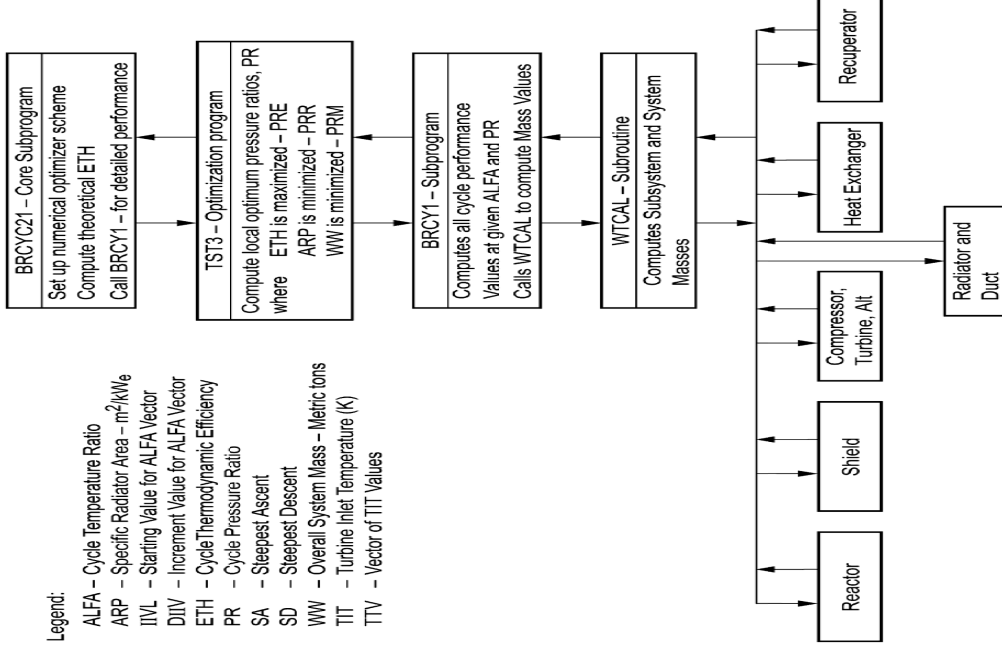 BRCYC21 – Core Subprogram
Set up numerical optimizer scheme
Compute theoretical ETH
Call BRCY1 – for detailed performance
TST3 – Optimization program
Compute local optimum pressure ratios, PR
where ETH is maximized – PRE
ARP is minimized – PRR
WW is minimized – PRM
BRCY1 – Subprogram
Computes all cycle performance
Values at given ALFA and PR
Calls WTCAL to compute Mass Values
WTCAL – Subroutine
Computes Subsystem and System
Masses
Legend:
ALFA – Cycle Temperature Ratio
ARP – Specific Radiator Area – m²/kWe
IIVL – Starting Value for ALFA Vector
DIIV – Increment Value for ALFA Vector
ETH – CycleThermodynamic Efficiency
PR – Cycle Pressure Ratio
SA – Steepest Ascent
SD – Steepest Descent
WW – Overall System Mass – Metric tons
TIT – Turbine Inlet Temperature (K)
TTV – Vector of TIT Values
Reactor
Shield
Compressor,
Turbine, Alt
Radiator and
Duct
Heat Exchanger
Recuperator